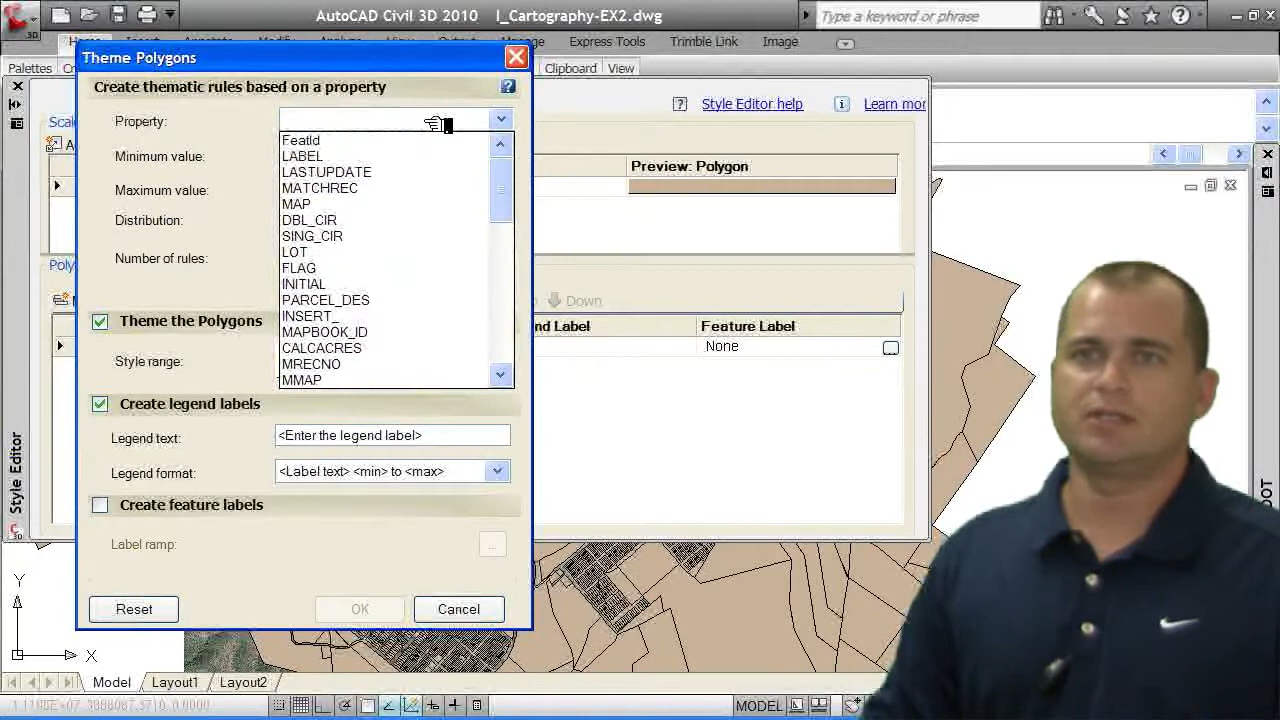 AutoCAD Civil 3D 2010 I_Cartography-EX2.dwg
Type a keyword or phrase
Express Tools Trimble Link Image
Palettes Clipboard View
Theme Polygons
Create thematic rules based on a property
Style Editor help
Property:
FeatId
LABEL
LASTUPDATE
MATCHREC
MAP
DBL_CIR
SING_CIR
LOT
FLAG
INITIAL
PARCEL_DES
INSERT_
MAPBOOK_ID
CALCACRES
MRECNO
MMAP
Minimum value:
Maximum value:
Distribution:
Number of rules:
Preview: Polygon
Down
Theme the Polygons
Feature Label
None
Style range:
Create legend labels
Legend text: <Enter the legend label>
Legend format: <Label text> <min> to <max>
Create feature labels
Label ramp:
...
Reset OK Cancel
Style Editor
Y
X
Model Layout1 Layout2
MODEL